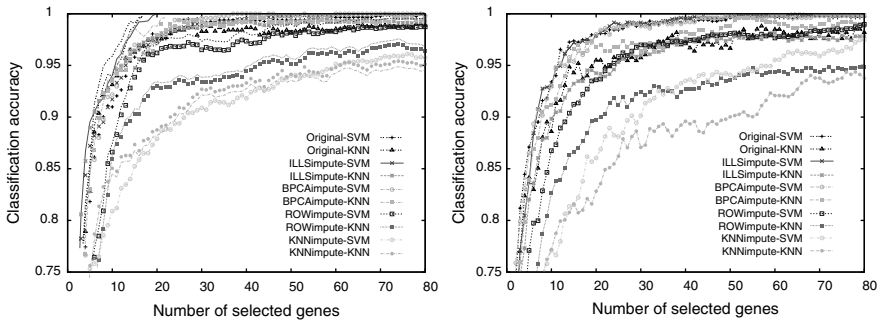 1
0.95
0.9
0.85
0.8
0.75
Classification accuracy
Original-SVM
Original-KNN
ILLSimpute-SVM
ILLSimpute-KNN
BPCAimpute-SVM
BPCAimpute-KNN
ROWimpute-SVM
ROWimpute-KNN
KNNimpute-SVM
KNNimpute-KNN
0 10 20 30 40 50 60 70 80
Number of selected genes
1
0.95
0.9
0.85
0.8
0.75
Classification accuracy
Original-SVM
Original-KNN
ILLSimpute-SVM
ILLSimpute-KNN
BPCAimpute-SVM
BPCAimpute-KNN
ROWimpute-SVM
ROWimpute-KNN
KNNimpute-SVM
KNNimpute-KNN
0 10 20 30 40 50 60 70 80
Number of selected genes